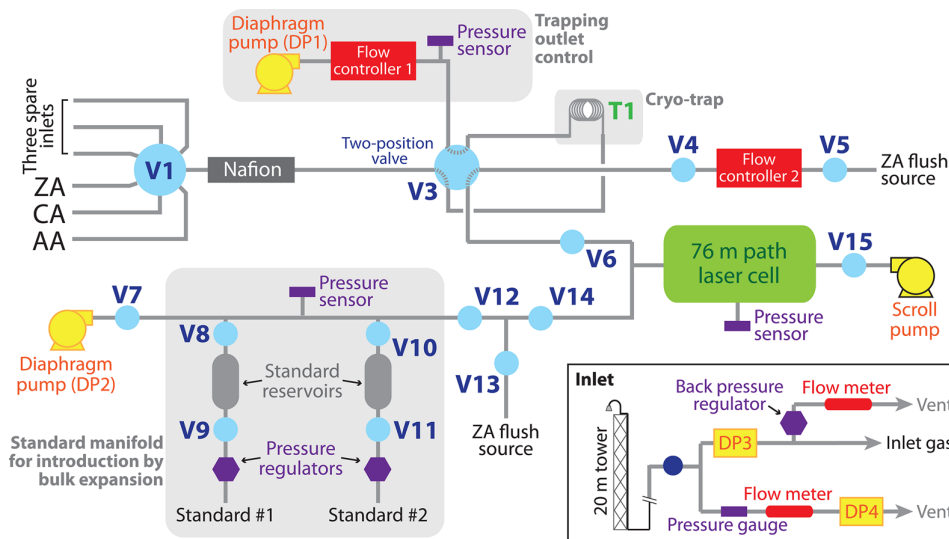 Diaphragm
pump (DP1)
Flow
controller 1
Pressure
sensor
Trapping
outlet
control
Three spare
inlets
V1
ZA
CA
AA
Nafion
Two-position
valve
V3
T1
Cryo-trap
V4
Flow
controller 2
V5
ZA flush
source
V6
76 m path
laser cell
V15
Pressure
sensor
Scroll
pump
V7
Diaphragm
pump (DP2)
Pressure
sensor
V8
V10
Standard
reservoirs
V9
V11
Pressure
regulators
Standard #1
Standard #2
Standard manifold
for introduction by
bulk expansion
V12
V14
V13
ZA flush
source
Inlet
20 m tower
Back pressure
regulator
Flow meter
Vent
DP3
Inlet gas
Flow meter
Pressure gauge
DP4
Vent